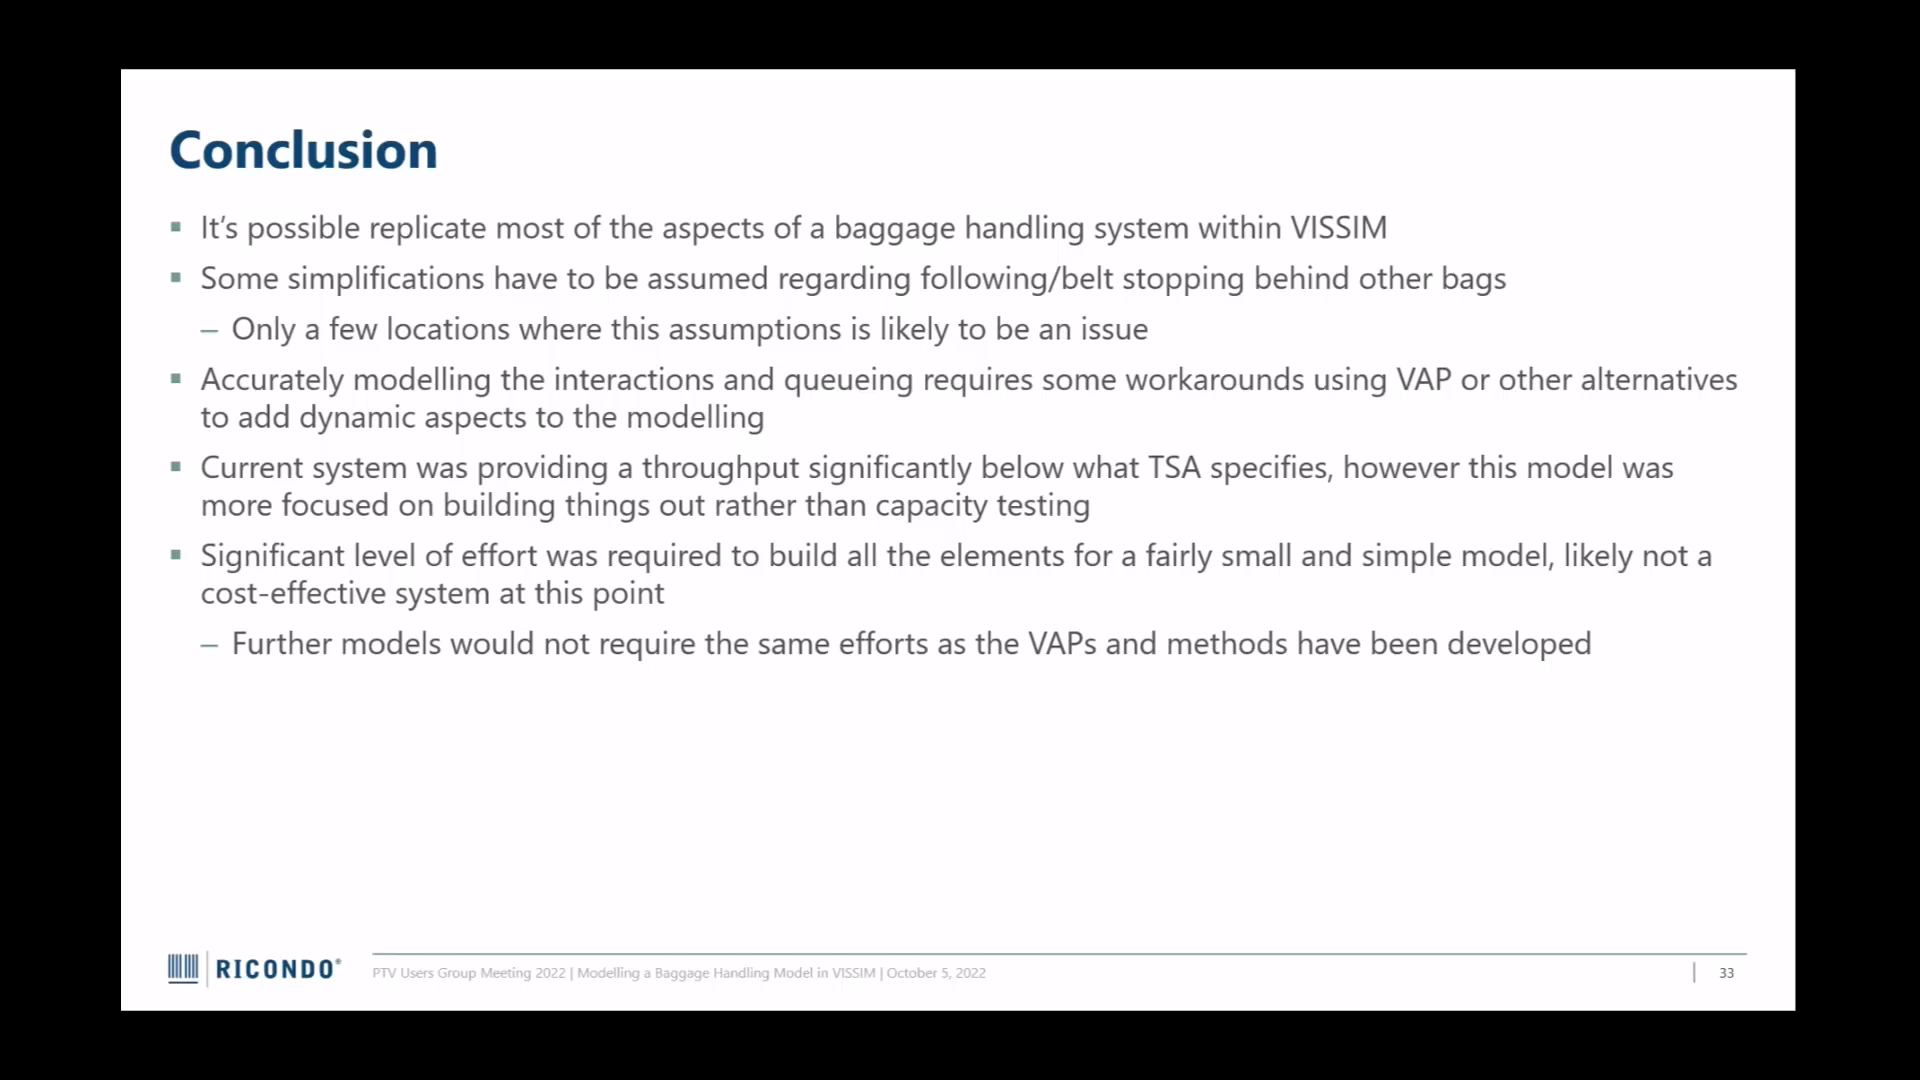 Conclusion
▪ It's possible replicate most of the aspects of a baggage handling system within VISSIM
▪ Some simplifications have to be assumed regarding following/belt stopping behind other bags
– Only a few locations where this assumptions is likely to be an issue
▪ Accurately modelling the interactions and queueing requires some workarounds using VAP or other alternatives
to add dynamic aspects to the modelling
▪ Current system was providing a throughput significantly below what TSA specifies, however this model was
more focused on building things out rather than capacity testing
▪ Significant level of effort was required to build all the elements for a fairly small and simple model, likely not a
cost-effective system at this point
– Further models would not require the same efforts as the VAPs and methods have been developed
RICONDO®
PTV Users Group Meeting 2022 | Modelling a Baggage Handling Model in VISSIM | October 5, 2022
| 33